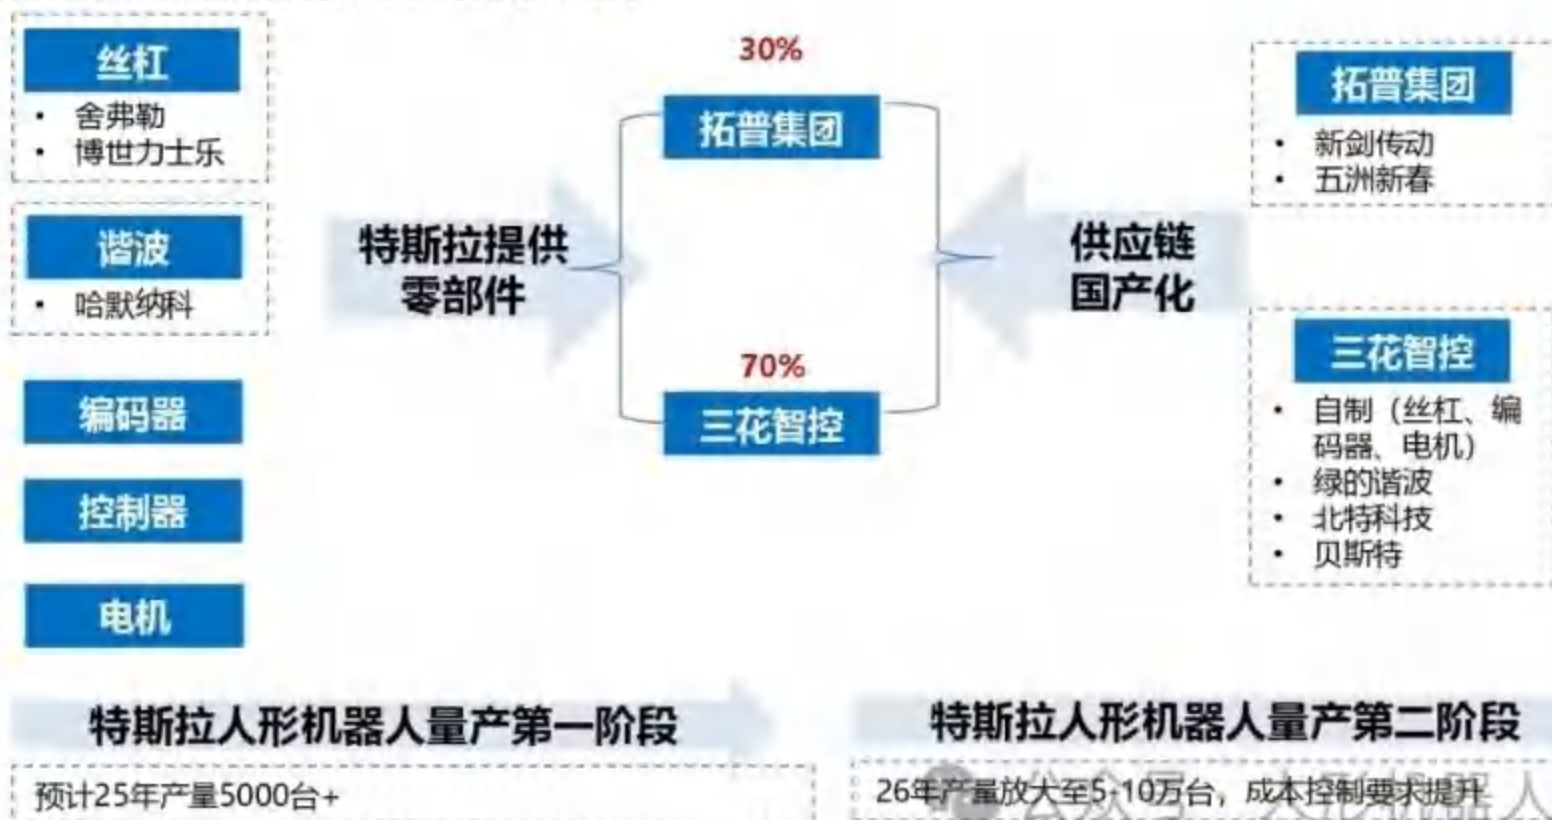 丝杠
• 舍弗勒
• 博世力士乐
谐波
• 哈默纳科
编码器
控制器
电机
特斯拉提供
零部件
30%
拓普集团
70%
三花智控
供应链
国产化
拓普集团
• 新剑传动
• 五洲新春
三花智控
• 自制（丝杠、编
码器、电机）
• 绿的谐波
• 北特科技
• 贝斯特
特斯拉人形机器人量产第一阶段
预计25年产量5000台+
特斯拉人形机器人量产第二阶段
26年产量放大至5-10万台，成本控制要求提升